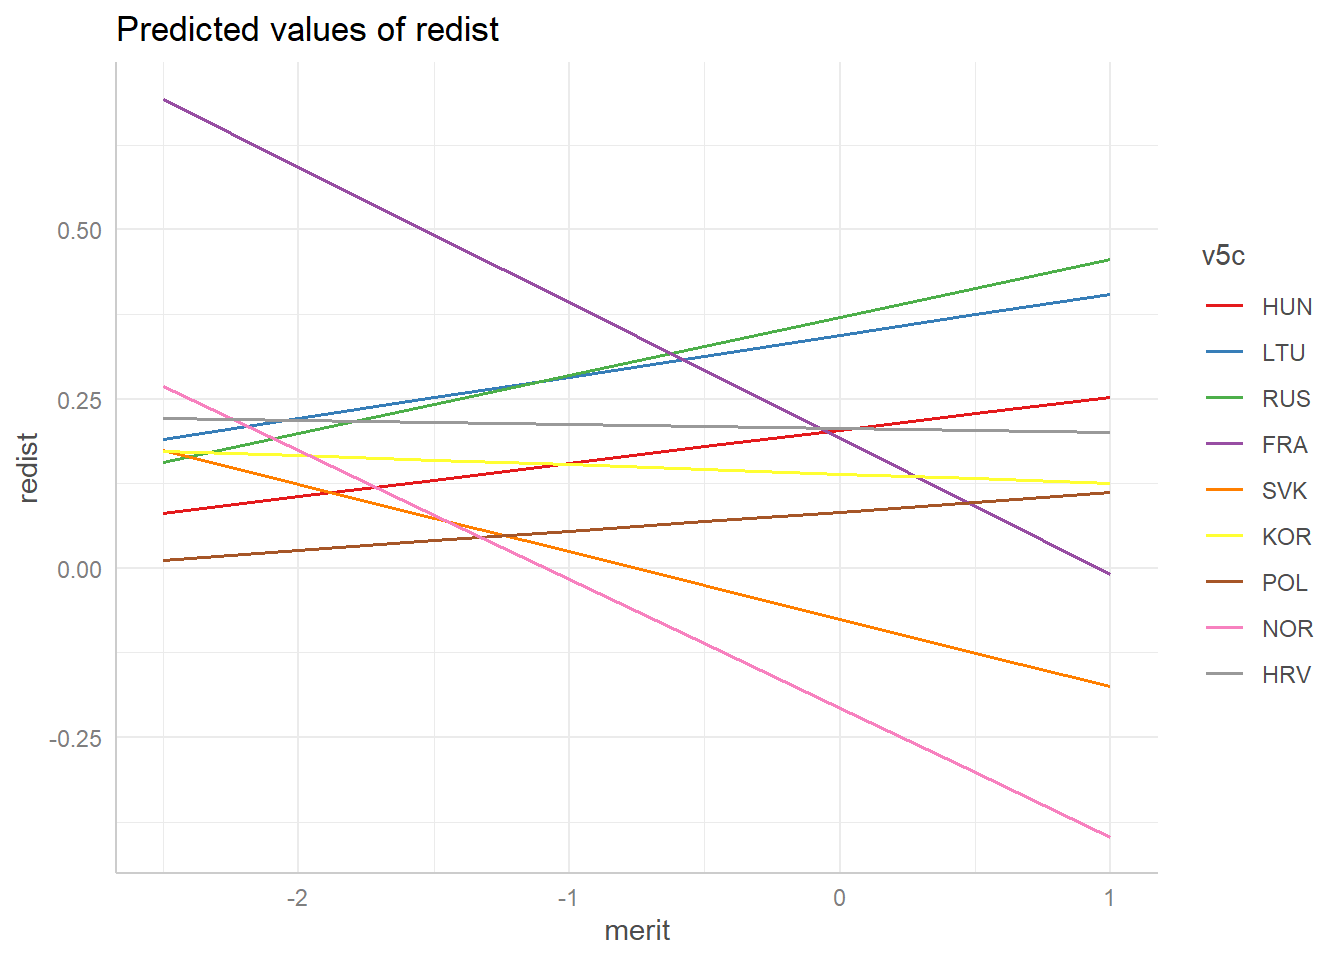 Predicted values of redist
0.50
0.25
0.00
-0.25
redist
-2
-1
0
1
merit
v5c
HUN
LTU
RUS
FRA
SVK
KOR
POL
NOR
HRV